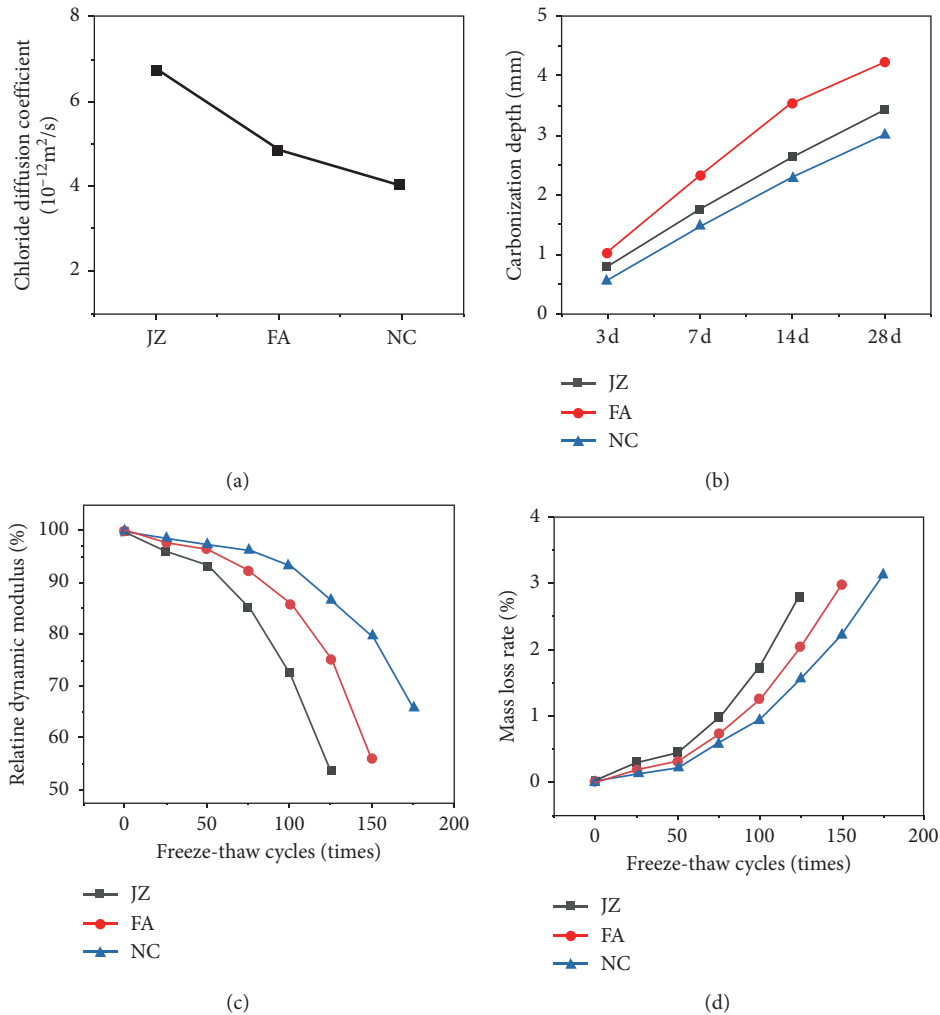 Chloride diffusion coefficient
(10⁻¹²m²/s)
8
6
4
2
JZ
FA
NC
(a)
Carbonization depth (mm)
5
4
3
2
1
0
3 d
7 d
14 d
28 d
JZ
FA
NC
(b)
Relatine dynamic modulus (%)
100
90
80
70
60
50
0
50
100
150
200
Freeze-thaw cycles (times)
JZ
FA
NC
(c)
Mass loss rate (%)
4
3
2
1
0
0
50
100
150
200
Freeze-thaw cycles (times)
JZ
FA
NC
(d)